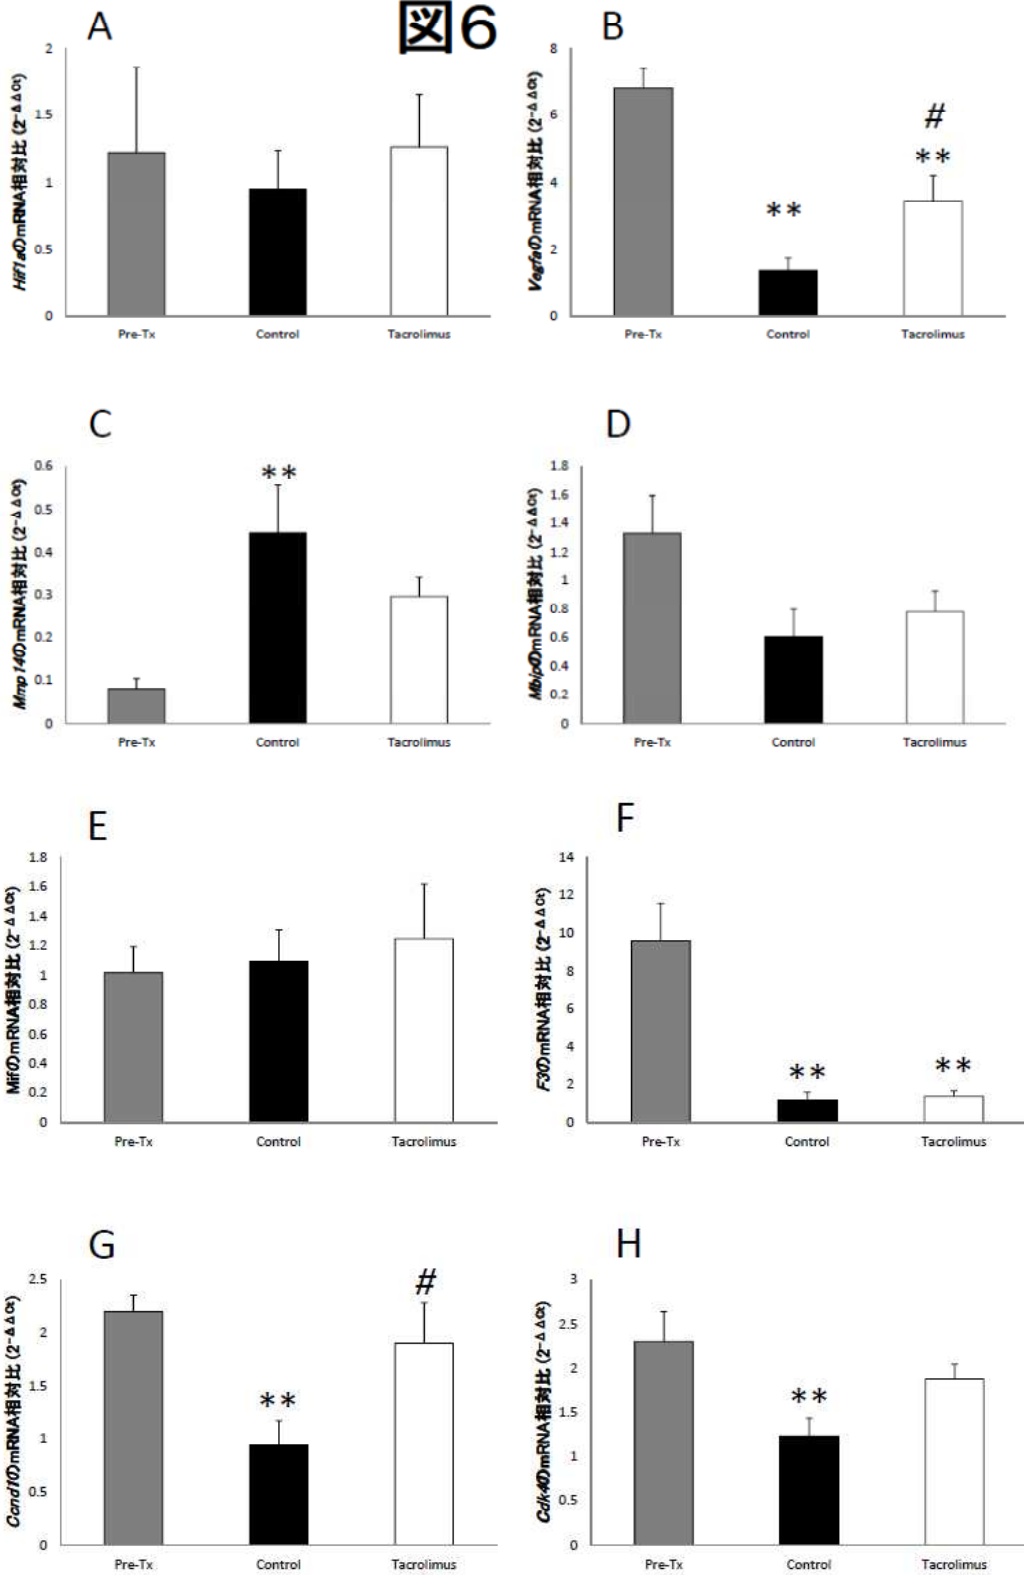 図6
A
B
Hif1aのmRNA相対比 (2-ΔΔCt)
2
1.5
1
0.5
0
Pre-Tx Control Tacrolimus
VegfaのmRNA相対比 (2-ΔΔCt)
8
6
4
2
0
**
#
**
Pre-Tx Control Tacrolimus
C
D
Mmp14のmRNA相対比 (2-ΔΔCt)
0.6
0.5
0.4
0.3
0.2
0.1
0
**
Pre-Tx Control Tacrolimus
MbipのmRNA相対比 (2-ΔΔCt)
1.8
1.6
1.4
1.2
1
0.8
0.6
0.4
0.2
0
Pre-Tx Control Tacrolimus
E
F
MifのmRNA相対比 (2-ΔΔCt)
1.8
1.6
1.4
1.2
1
0.8
0.6
0.4
0.2
0
Pre-Tx Control Tacrolimus
F3のmRNA相対比 (2-ΔΔCt)
14
12
10
8
6
4
2
0
**
**
Pre-Tx Control Tacrolimus
G
H
Ccnd1のmRNA相対比 (2-ΔΔCt)
2.5
2
1.5
1
0.5
0
**
#
Pre-Tx Control Tacrolimus
Cdk4のmRNA相対比 (2-ΔΔCt)
3
2.5
2
1.5
1
0.5
0
**
Pre-Tx Control Tacrolimus